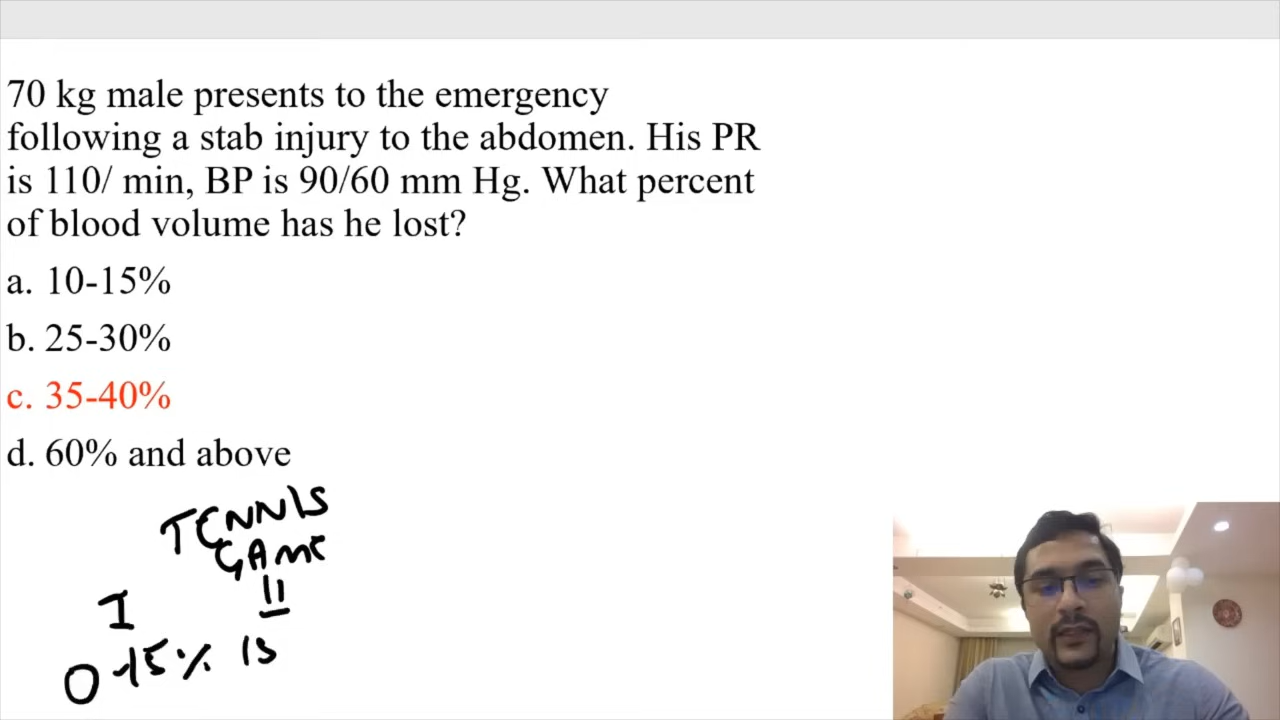 70 kg male presents to the emergency
following a stab injury to the abdomen. His PR
is 110/ min, BP is 90/60 mm Hg. What percent
of blood volume has he lost?
a. 10-15%
b. 25-30%
c. 35-40%
d. 60% and above
TENNIS
GAME
I II
0-15% 15